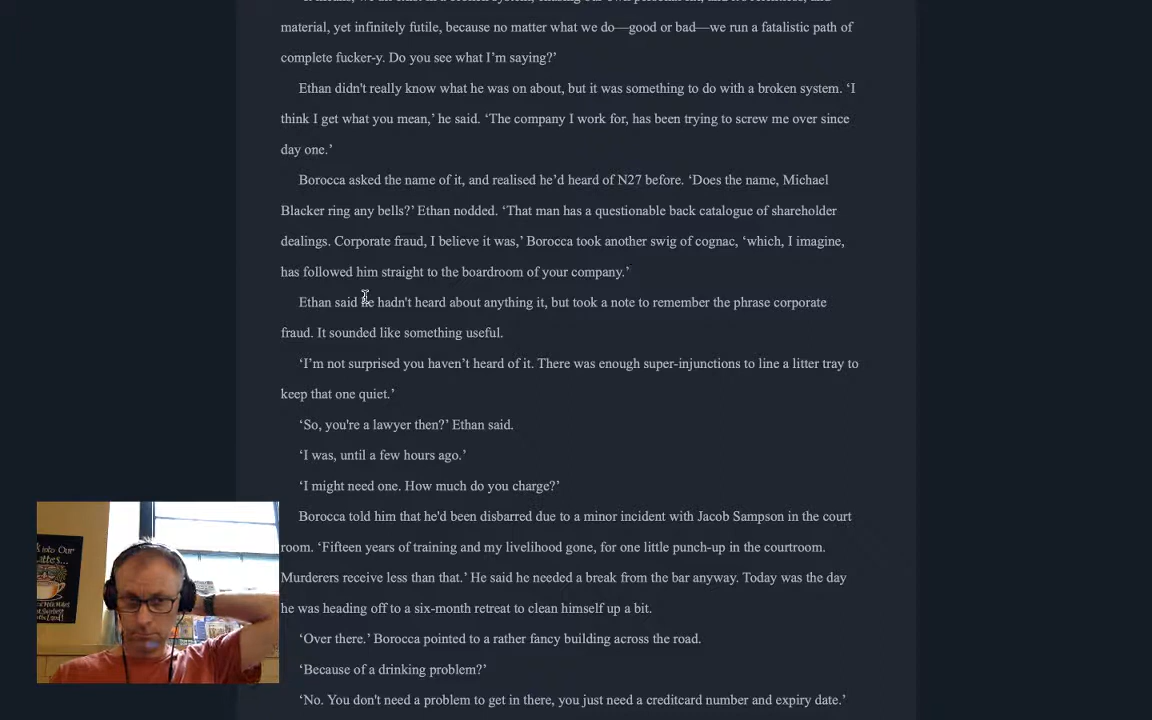 material, yet infinitely futile, because no matter what we do—good or bad—we run a fatalistic path of
complete fucker-y. Do you see what I’m saying?’
Ethan didn't really know what he was on about, but it was something to do with a broken system. ‘I
think I get what you mean,’ he said. ‘The company I work for, has been trying to screw me over since
day one.’
Borocca asked the name of it, and realised he’d heard of N27 before. ‘Does the name, Michael
Blacker ring any bells?’ Ethan nodded. ‘That man has a questionable back catalogue of shareholder
dealings. Corporate fraud, I believe it was,’ Borocca took another swig of cognac, ‘which, I imagine,
has followed him straight to the boardroom of your company.’
Ethan said he hadn't heard about anything it, but took a note to remember the phrase corporate
fraud. It sounded like something useful.
‘I’m not surprised you haven’t heard of it. There was enough super-injunctions to line a litter tray to
keep that one quiet.’
‘So, you're a lawyer then?’ Ethan said.
‘I was, until a few hours ago.’
‘I might need one. How much do you charge?’
Borocca told him that he'd been disbarred due to a minor incident with Jacob Sampson in the court
room. ‘Fifteen years of training and my livelihood gone, for one little punch-up in the courtroom.
Murderers receive less than that.’ He said he needed a break from the bar anyway. Today was the day
he was heading off to a six-month retreat to clean himself up a bit.
‘Over there.’ Borocca pointed to a rather fancy building across the road.
‘Because of a drinking problem?’
‘No. You don't need a problem to get in there, you just need a creditcard number and expiry date.’